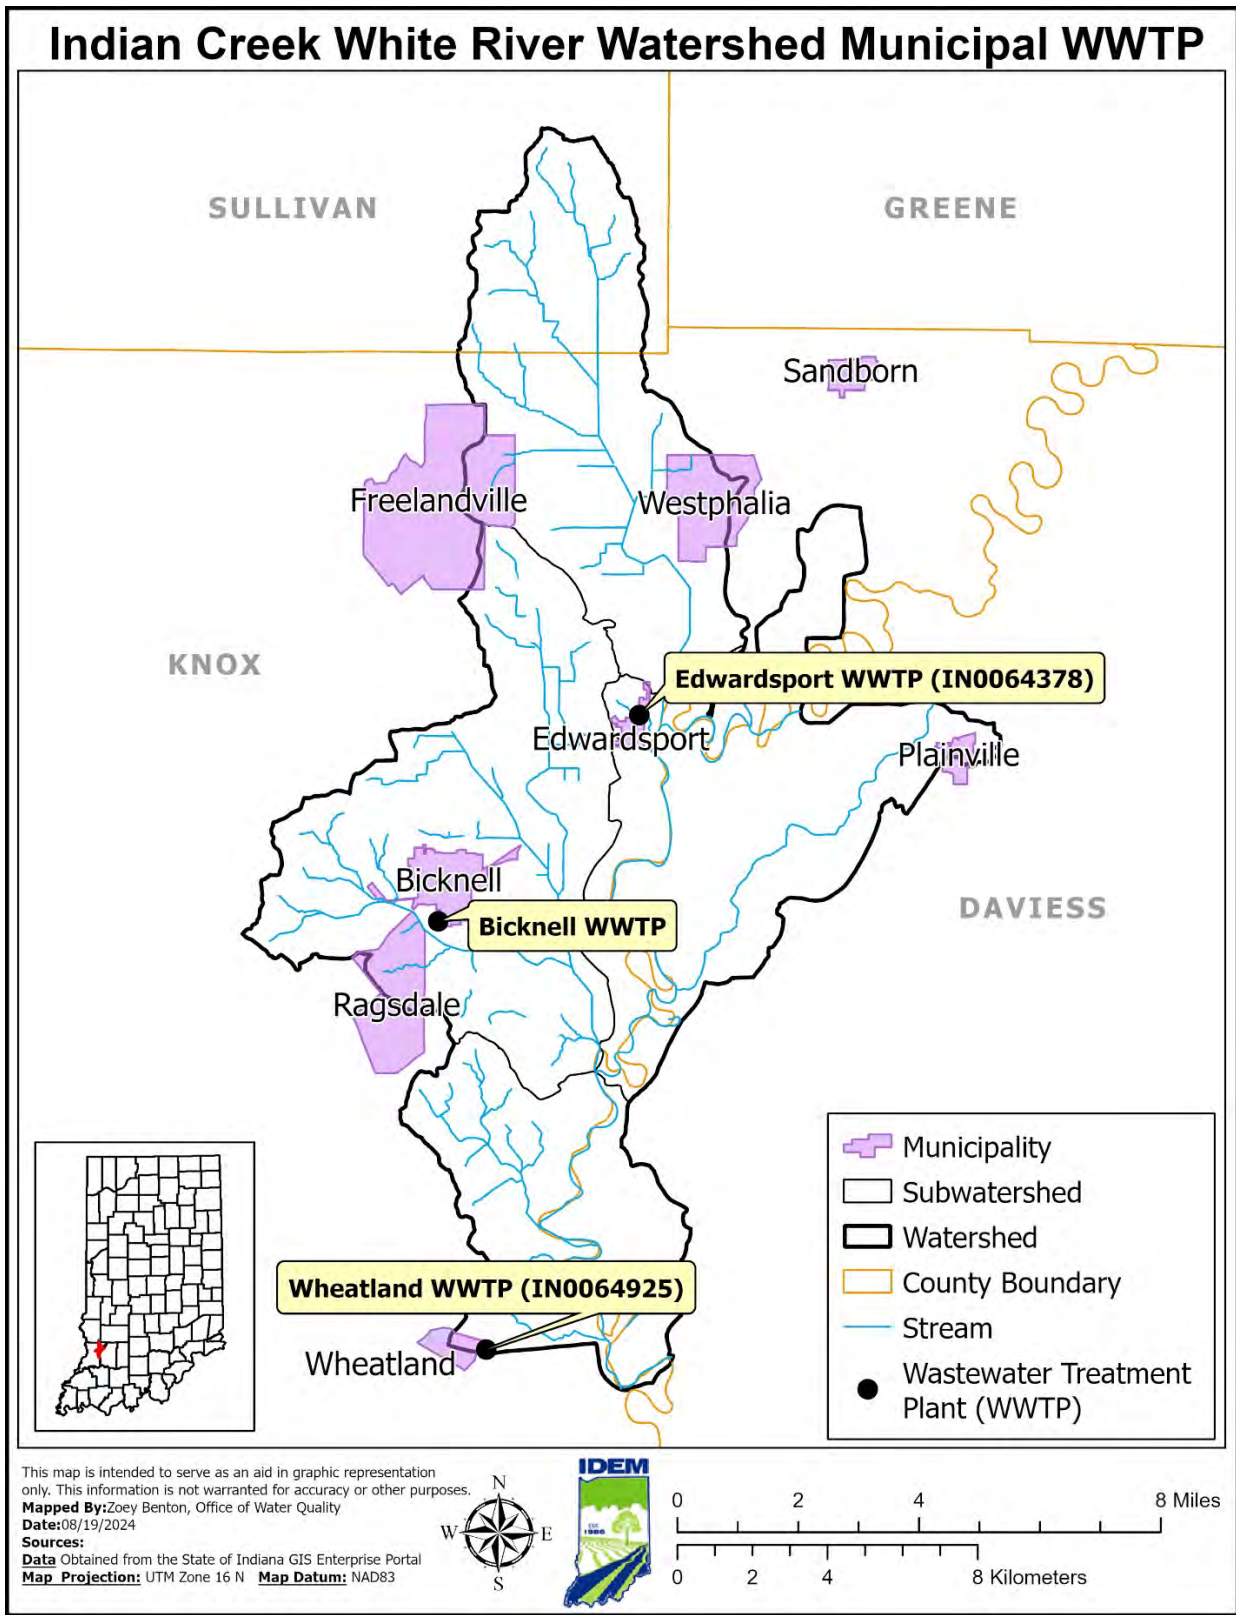 Indian Creek White River Watershed Municipal WWTP
SULLIVAN
GREENE
Sandborn
Freelandville
Westphalia
KNOX
Edwardsport WWTP (IN0064378)
Edwardsport
Plainville
Bicknell
DAVIESS
Bicknell WWTP
Ragsdale
Wheatland WWTP (IN0064925)
Wheatland
Municipality
Subwatershed
Watershed
County Boundary
Stream
Wastewater Treatment
Plant (WWTP)
This map is intended to serve as an aid in graphic representation
only. This information is not warranted for accuracy or other purposes.
Mapped By:Zoey Benton, Office of Water Quality
Date:08/19/2024
Sources:
Data Obtained from the State of Indiana GIS Enterprise Portal
Map Projection: UTM Zone 16 N Map Datum: NAD83
N
W E
S
IDEM
EST.
1986
0 2 4 8 Miles
0 2 4 8 Kilometers